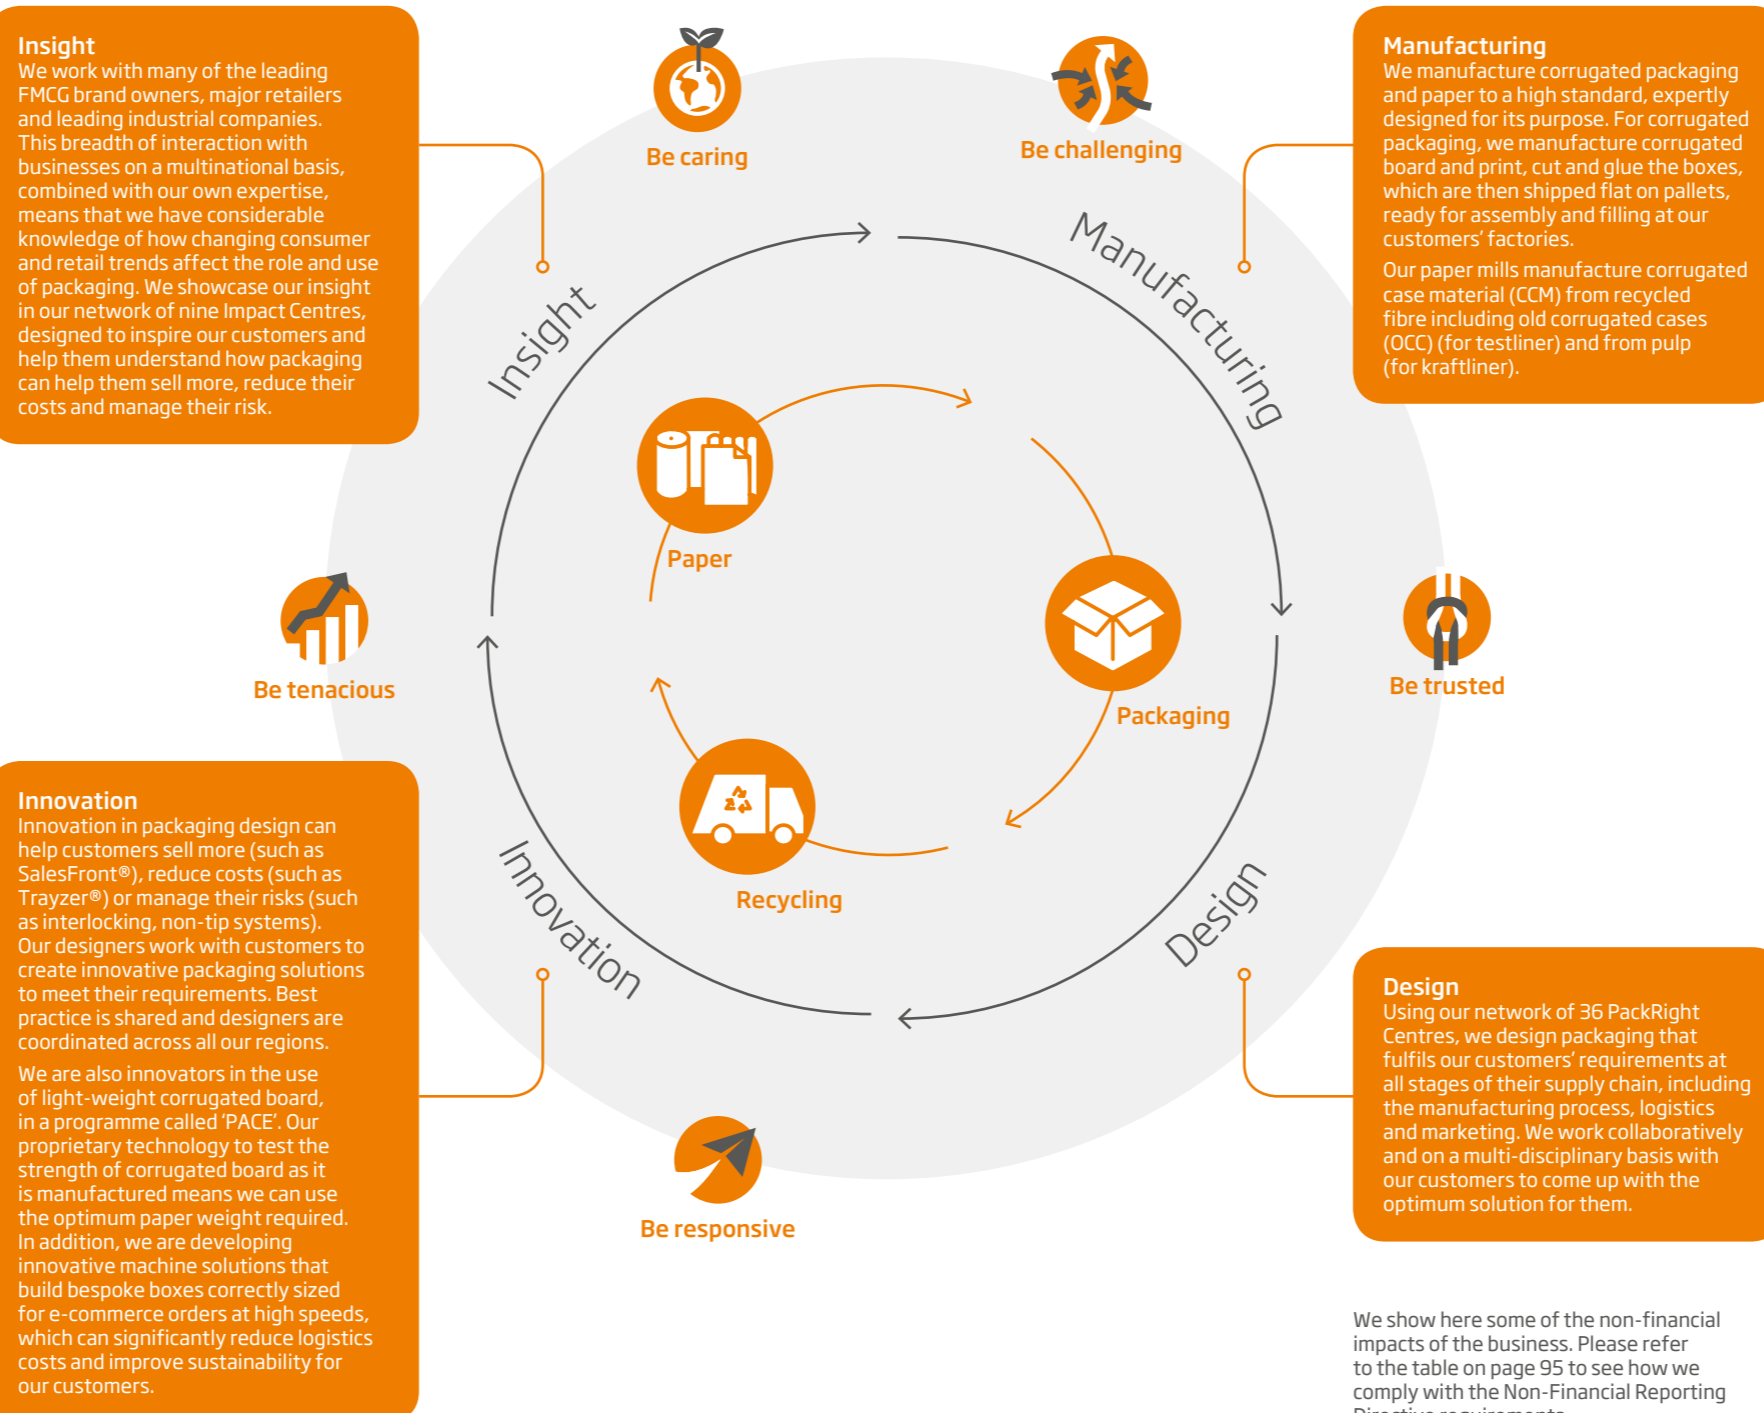 Insight
We work with many of the leading
FMCG brand owners, major retailers
and leading industrial companies.
This breadth of interaction with
businesses on a multinational basis,
combined with our own expertise,
means that we have considerable
knowledge of how changing consumer
and retail trends affect the role and use
of packaging. We showcase our insight
in our network of nine Impact Centres,
designed to inspire our customers and
help them understand how packaging
can help them sell more, reduce their
costs and manage their risk.
Be caring
Be challenging
Manufacturing
We manufacture corrugated packaging
and paper to a high standard, expertly
designed for its purpose. For corrugated
packaging, we manufacture corrugated
board and print, cut and glue the boxes,
which are then shipped flat on pallets,
ready for assembly and filling at our
customers' factories.
Our paper mills manufacture corrugated
case material (CCM) from recycled
fibre including old corrugated cases
(OCC) (for testliner) and from pulp
(for kraftliner).
Insight
Manufacturing
Paper
Be tenacious
Packaging
Be trusted
Recycling
Innovation
Design
Innovation
Innovation in packaging design can
help customers sell more (such as
SalesFront®), reduce costs (such as
Trayzer®) or manage their risks (such
as interlocking, non-tip systems).
Our designers work with customers to
create innovative packaging solutions
to meet their requirements. Best
practice is shared and designers are
coordinated across all our regions.
We are also innovators in the use
of light-weight corrugated board,
in a programme called ‘PACE’. Our
proprietary technology to test the
strength of corrugated board as it
is manufactured means we can use
the optimum paper weight required.
In addition, we are developing
innovative machine solutions that
build bespoke boxes correctly sized
for e-commerce orders at high speeds,
which can significantly reduce logistics
costs and improve sustainability for
our customers.
Be responsive
Design
Using our network of 36 PackRight
Centres, we design packaging that
fulfils our customers' requirements at
all stages of their supply chain, including
the manufacturing process, logistics
and marketing. We work collaboratively
and on a multi-disciplinary basis with
our customers to come up with the
optimum solution for them.
We show here some of the non-financial
impacts of the business. Please refer
to the table on page 95 to see how we
comply with the Non-Financial Reporting
Directive requirements.